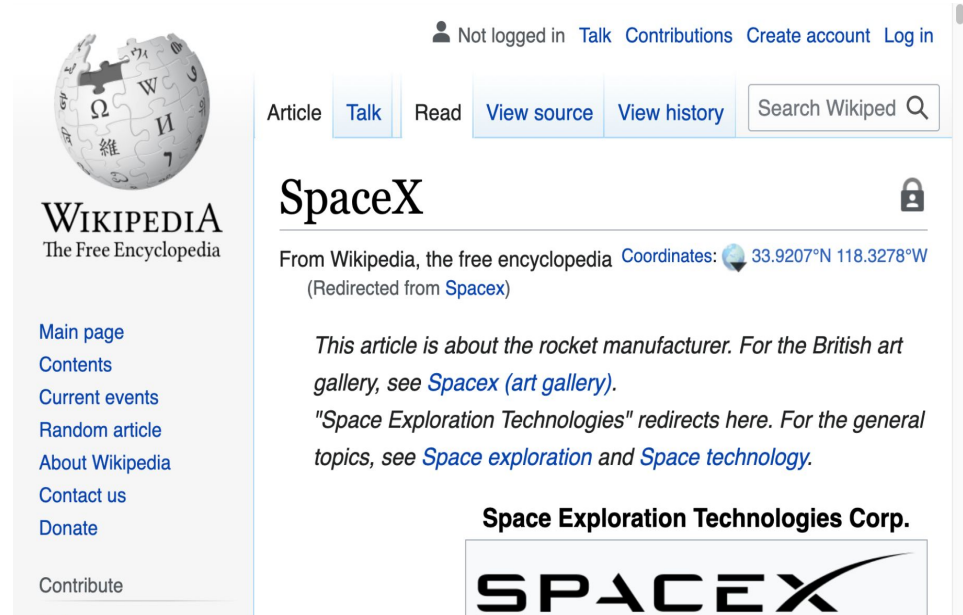 Not logged in Talk Contributions Create account Log in
Article Talk Read View source View history Search Wikiped
Ω W И 維 7
WIKIPEDIA
The Free Encyclopedia
Main page
Contents
Current events
Random article
About Wikipedia
Contact us
Donate
Contribute
SpaceX
From Wikipedia, the free encyclopedia Coordinates: 33.9207°N 118.3278°W
(Redirected from Spacex)
This article is about the rocket manufacturer. For the British art
gallery, see Spacex (art gallery).
"Space Exploration Technologies" redirects here. For the general
topics, see Space exploration and Space technology.
Space Exploration Technologies Corp.
SPACEX